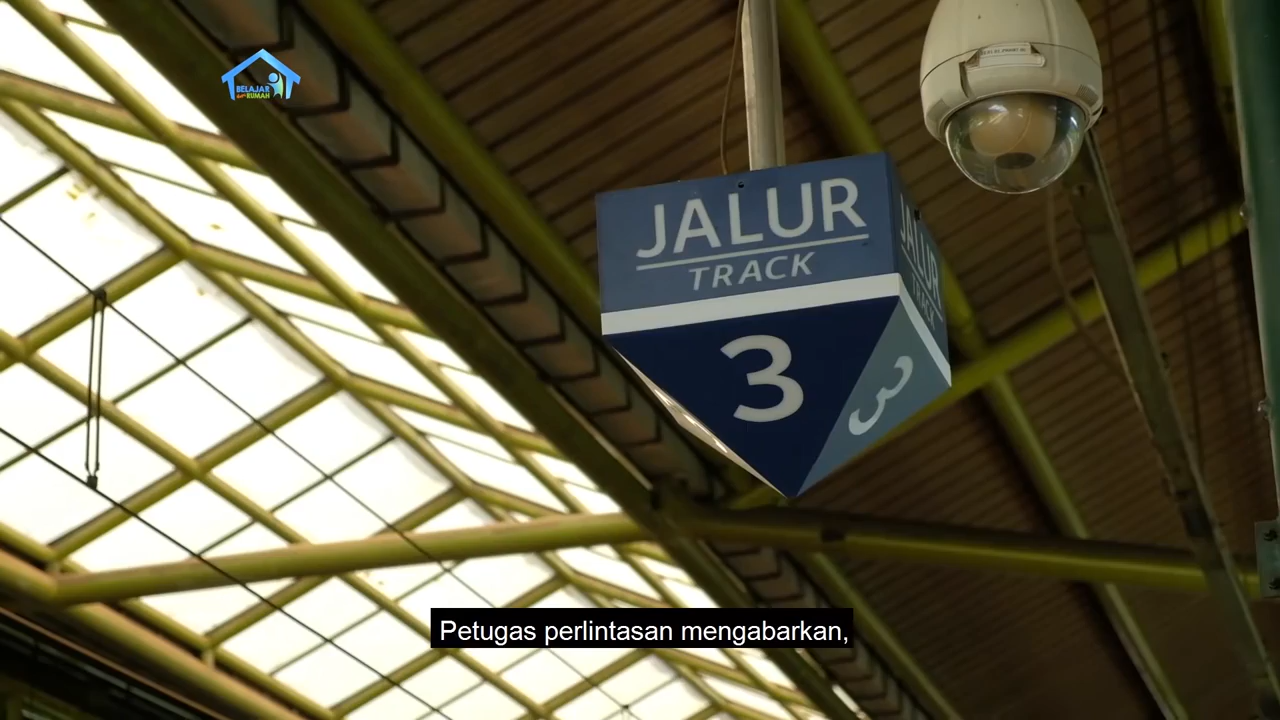 BELAJAR
RUMAH
JALUR
TRACK
3
JALUR
TRACK
3
Petugas perlintasan mengabarkan,